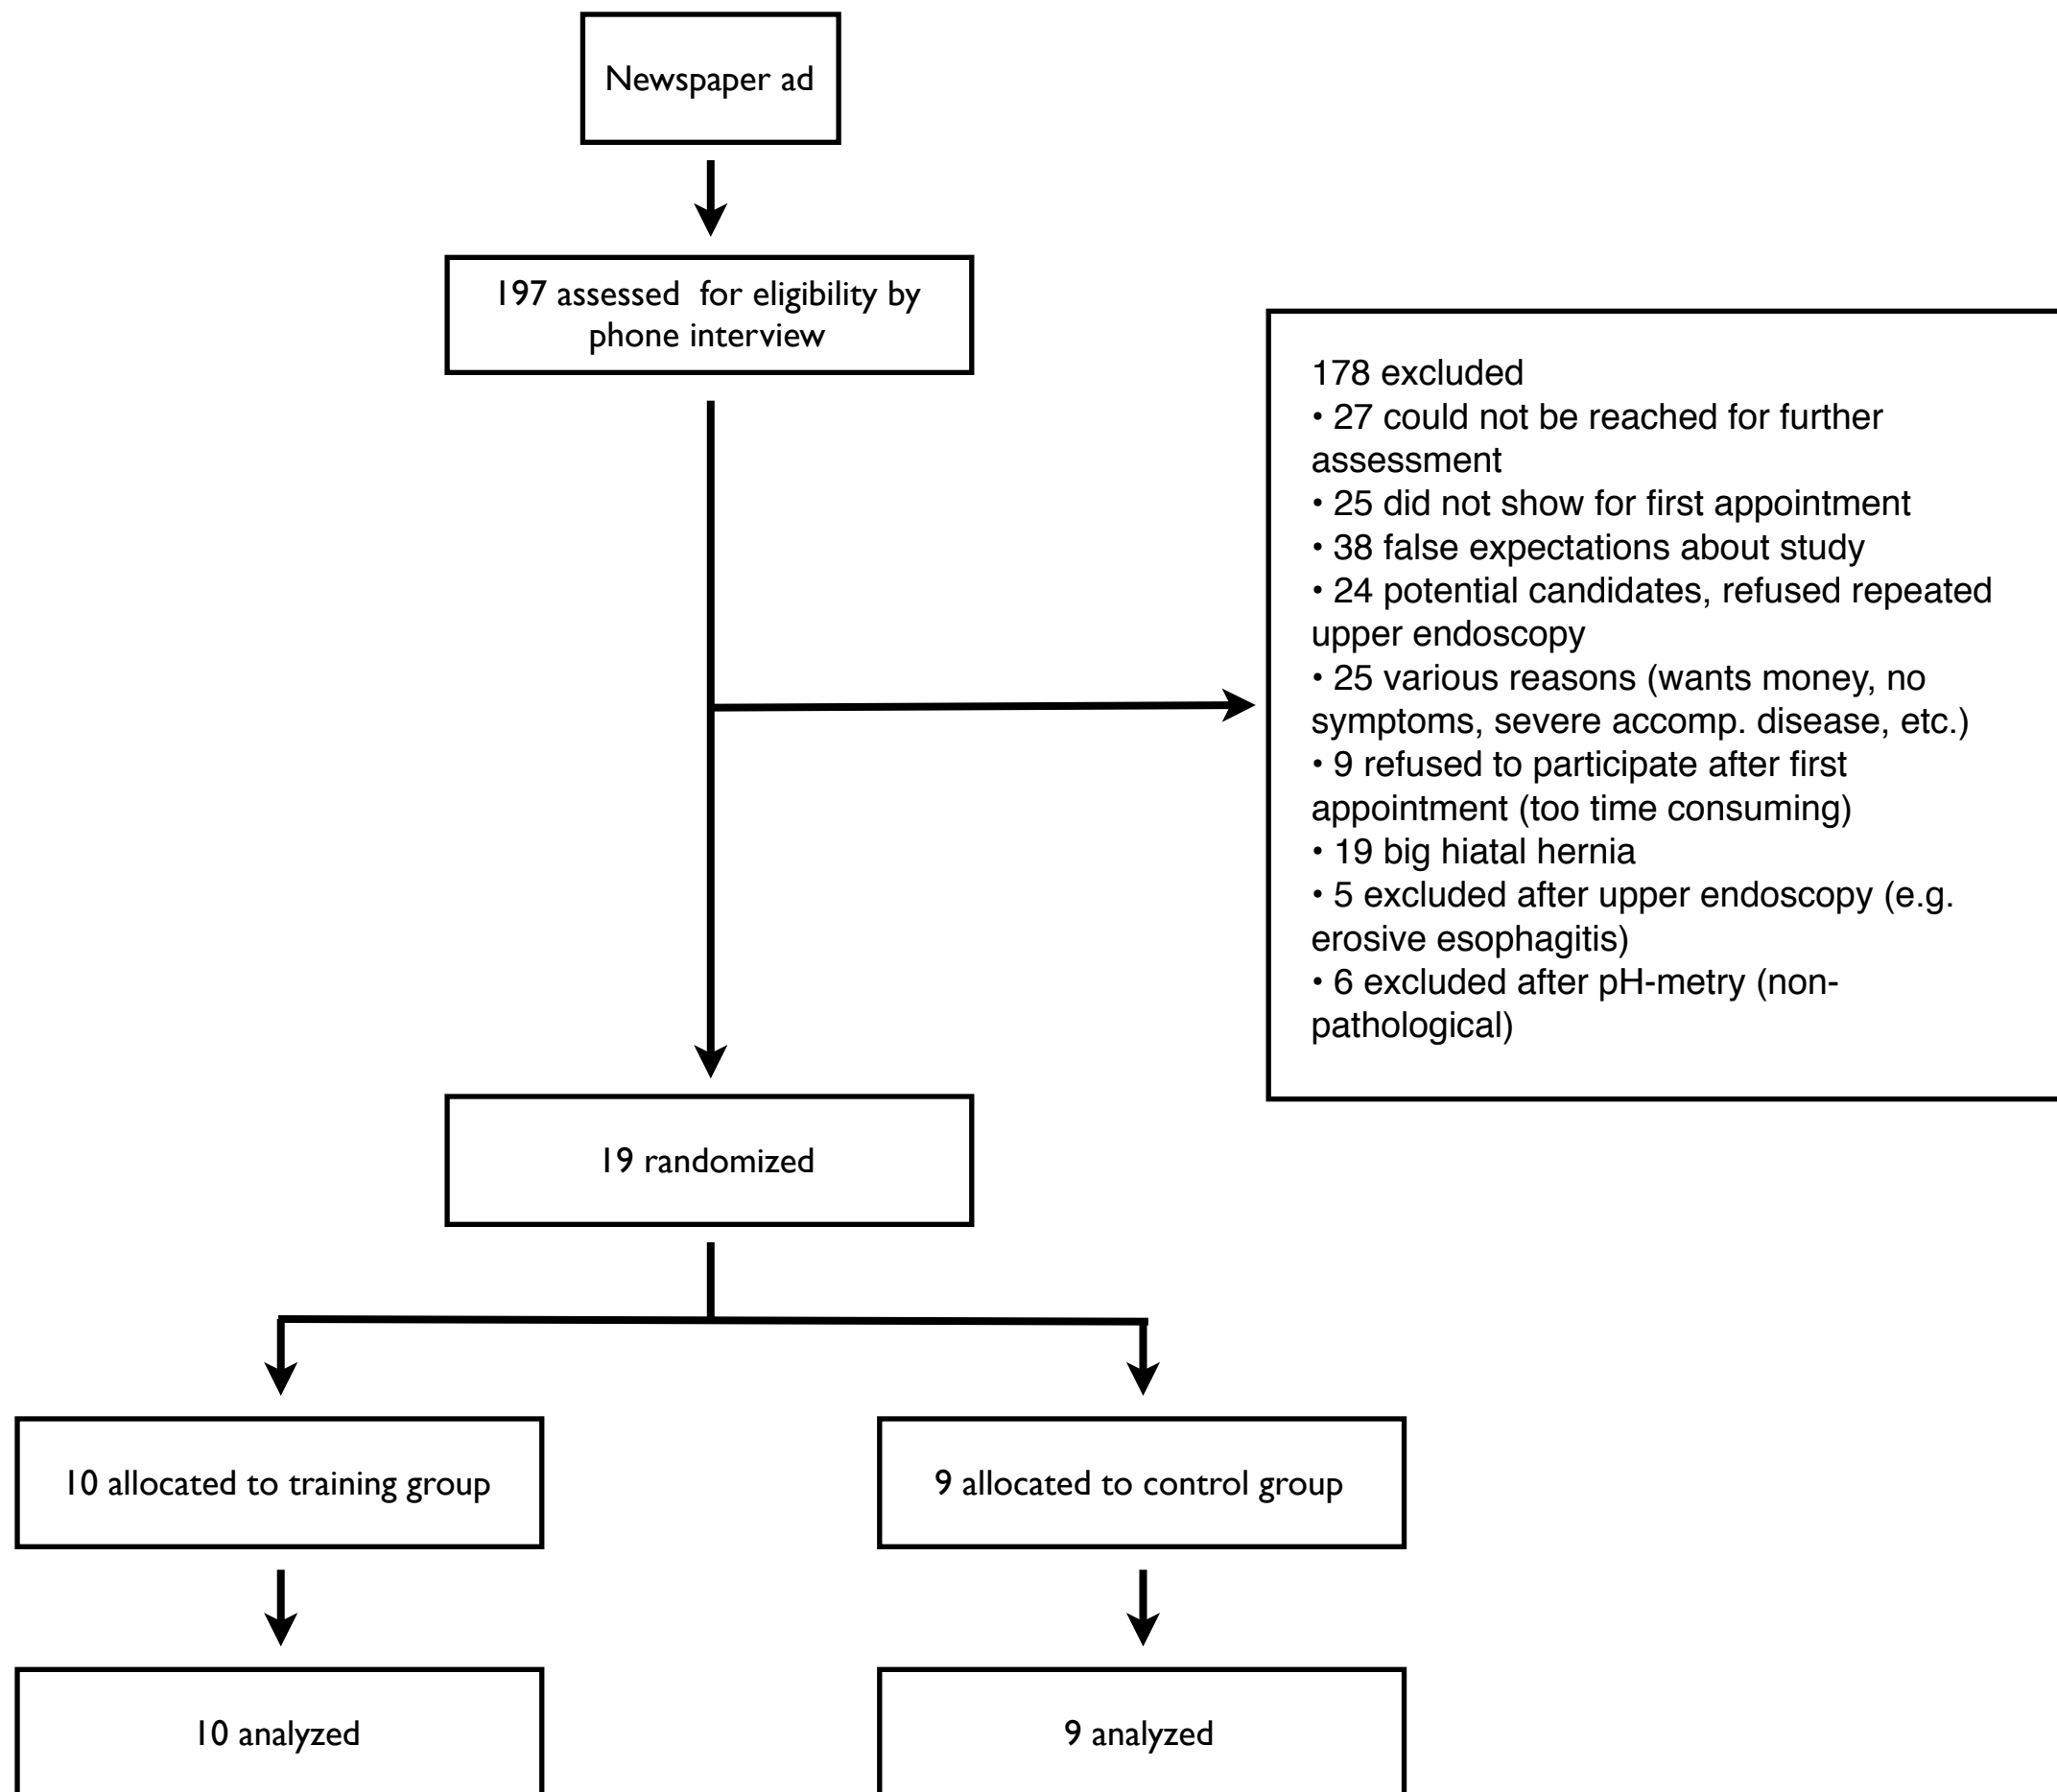 Newspaper ad
197 assessed  for eligibility by
phone interview
178 excluded
• 27 could not be reached for further
assessment
• 25 did not show for first appointment
• 38 false expectations about study
• 24 potential candidates, refused repeated
upper endoscopy
• 25 various reasons (wants money, no
symptoms, severe accomp. disease, etc.)
• 9 refused to participate after first
appointment (too time consuming)
• 19 big hiatal hernia
• 5 excluded after upper endoscopy (e.g.
erosive esophagitis)
• 6 excluded after pH-metry (non-
pathological)
19 randomized
10 allocated to training group
9 allocated to control group
10 analyzed
9 analyzed